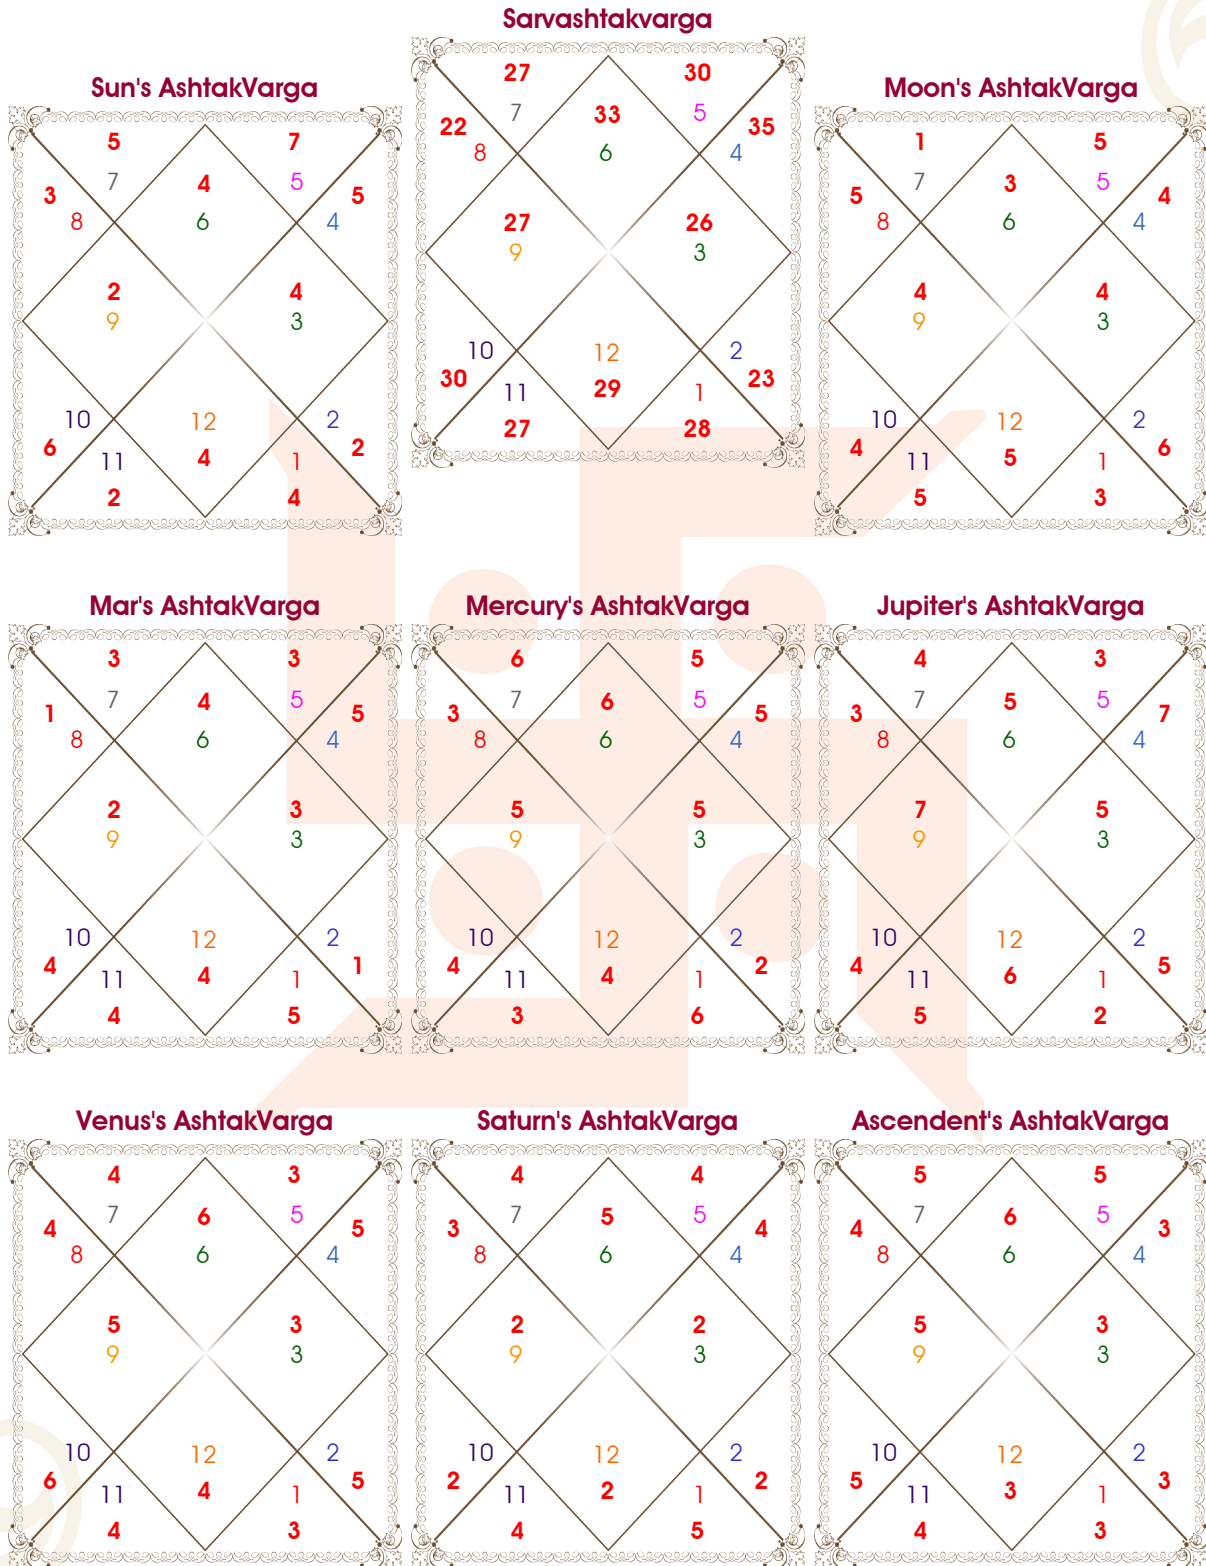 Sarvashtakvarga
27 30
7 33 5
22 35
8 6 4
27 26
9 3
10 12 2
30 29 23
11 1
27 28
Sun's AshtakVarga
5 7
7 4 5
3 5
8 6 4
2 4
9 3
10 12 2
6 4 2
11 1
2 4
Moon's AshtakVarga
1 5
7 3 5
5 4
8 6 4
4 4
9 3
10 12 2
4 5 6
11 1
5 3
Mar's AshtakVarga
3 3
7 4 5
1 5
8 6 4
2 3
9 3
10 12 2
4 4 1
11 1
4 5
Mercury's AshtakVarga
6 5
7 6 5
3 5
8 6 4
5 5
9 3
10 12 2
4 4 2
11 1
3 6
Jupiter's AshtakVarga
4 3
7 5 5
3 7
8 6 4
7 5
9 3
10 12 2
4 6 5
11 1
5 2
Venus's AshtakVarga
4 3
7 6 5
4 5
8 6 4
5 3
9 3
10 12 2
6 4 5
11 1
4 3
Saturn's AshtakVarga
4 4
7 5 5
3 4
8 6 4
2 2
9 3
10 12 2
2 2 2
11 1
4 5
Ascendent's AshtakVarga
5 5
7 6 5
4 3
8 6 4
5 3
9 3
10 12 2
5 3 3
11 1
4 3